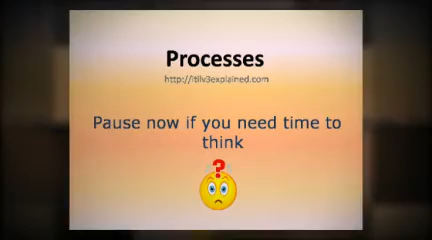 Processes
http://itilv3explained.com
Pause now if you need time to
think
?